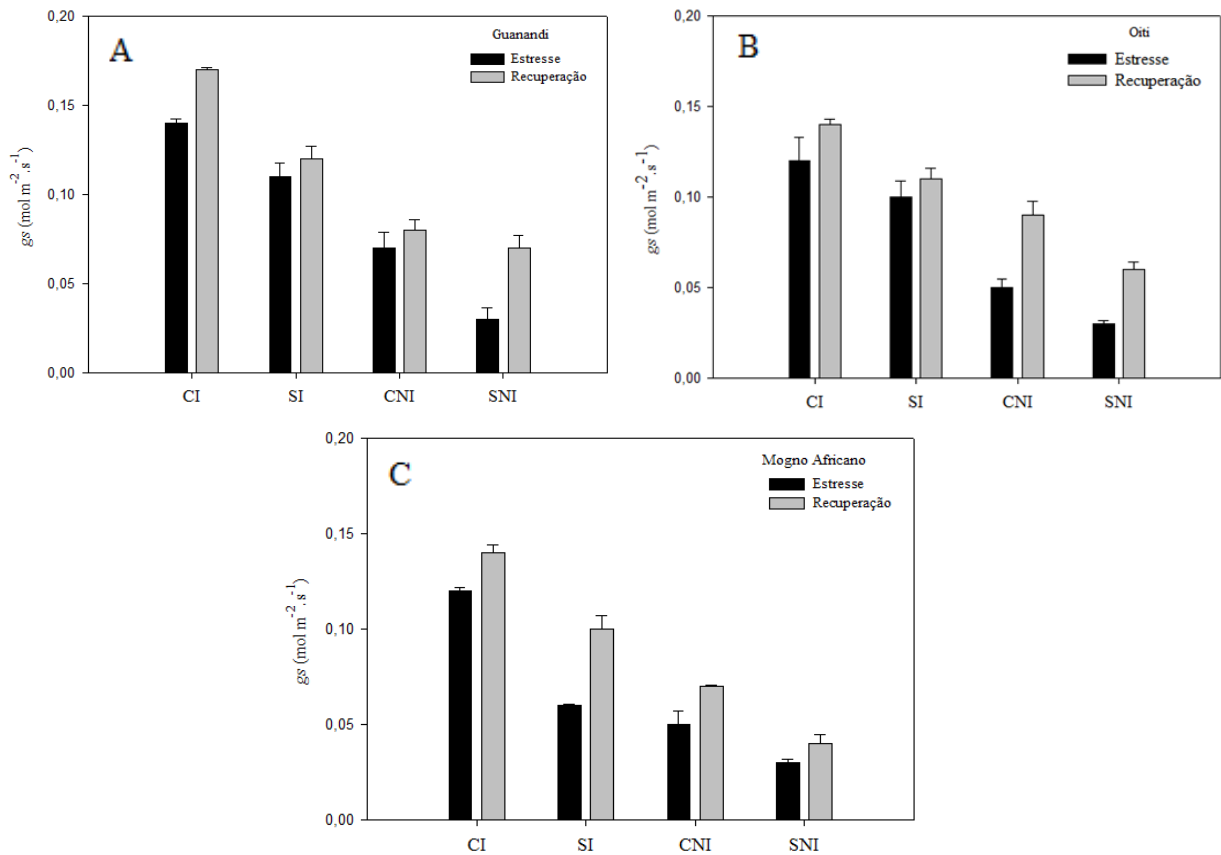 A
Guanandi
Estresse
Recuperação
gs (mol m⁻².s⁻¹)
0,20
0,15
0,10
0,05
0,00
CI SI CNI SNI
B
Oiti
Estresse
Recuperação
gs (mol m⁻².s⁻¹)
0,20
0,15
0,10
0,05
0,00
CI SI CNI SNI
C
Mogno Africano
Estresse
Recuperação
gs (mol m⁻².s⁻¹)
0,20
0,15
0,10
0,05
0,00
CI SI CNI SNI